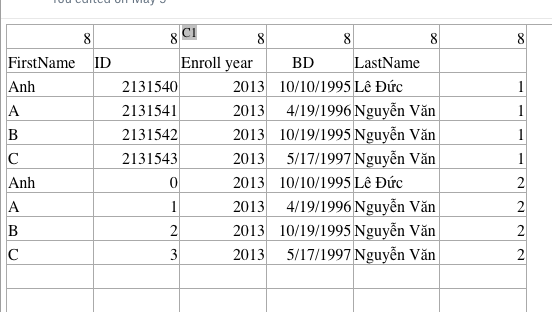 You edited on May 5
8 8 C1 8 8 8 8
FirstName ID Enroll year BD LastName
Anh 2131540 2013 10/10/1995 Lê Đức 1
A 2131541 2013 4/19/1996 Nguyễn Văn 1
B 2131542 2013 10/19/1995 Nguyễn Văn 1
C 2131543 2013 5/17/1997 Nguyễn Văn 1
Anh 0 2013 10/10/1995 Lê Đức 2
A 1 2013 4/19/1996 Nguyễn Văn 2
B 2 2013 10/19/1995 Nguyễn Văn 2
C 3 2013 5/17/1997 Nguyễn Văn 2